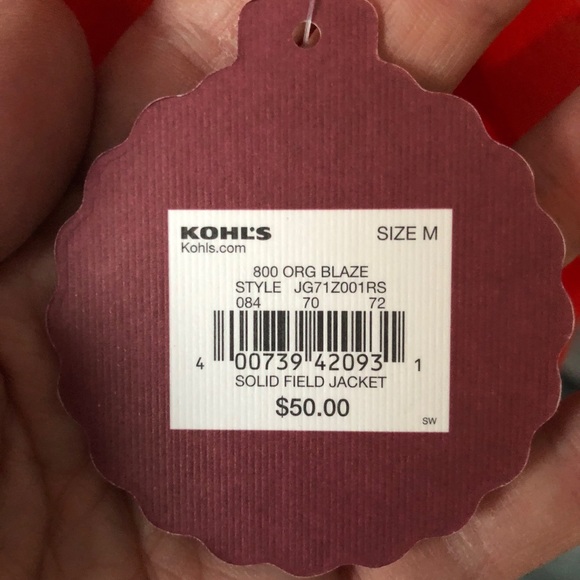 KOHL'S SIZE M
Kohls.com
800 ORG BLAZE
STYLE JG71Z001RS
084 70 72
4 00739 42093 1
SOLID FIELD JACKET
$50.00
SW